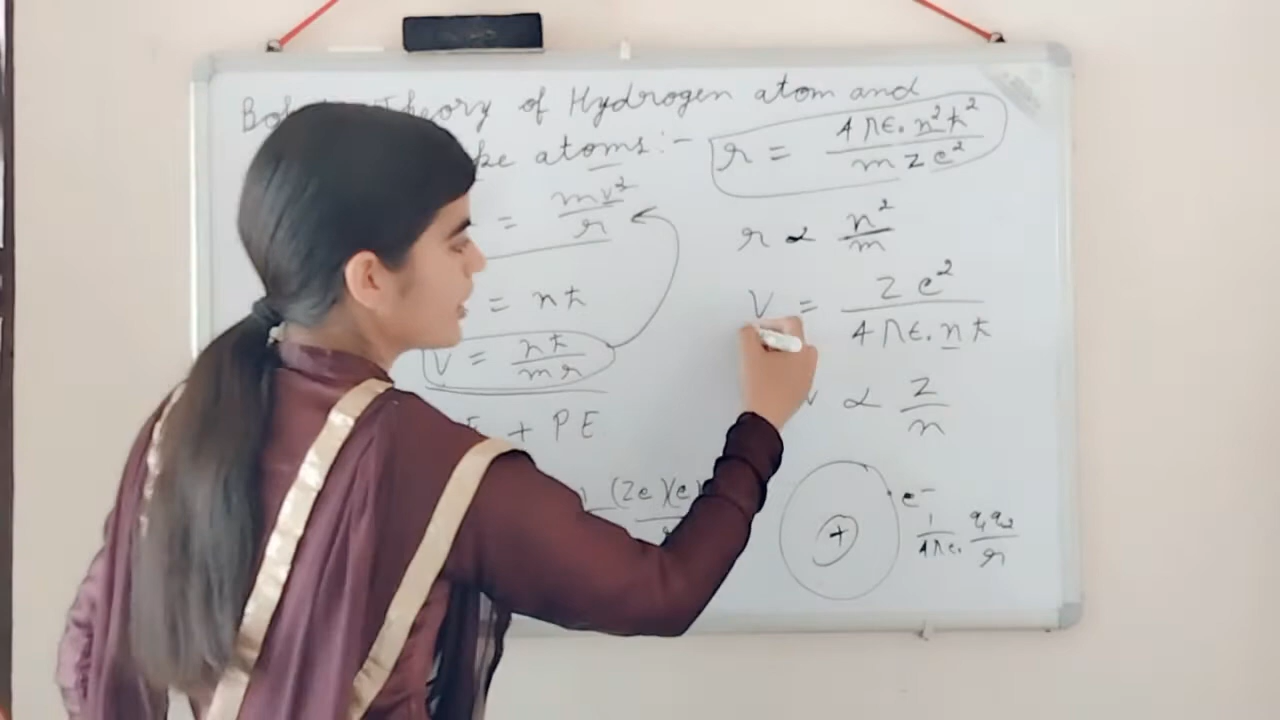 Theory of Hydrogen atom and
atoms :-
= mv²/r
= nħ
V = nħ/mr
+ PE
(Ze)(e)
r = 4πε₀n²ħ²/mze²
r ∝ n²/m
V = Ze²/4πε₀nħ
v ∝ Z/n
+
e⁻
1/4πε₀ q₁q₂/r